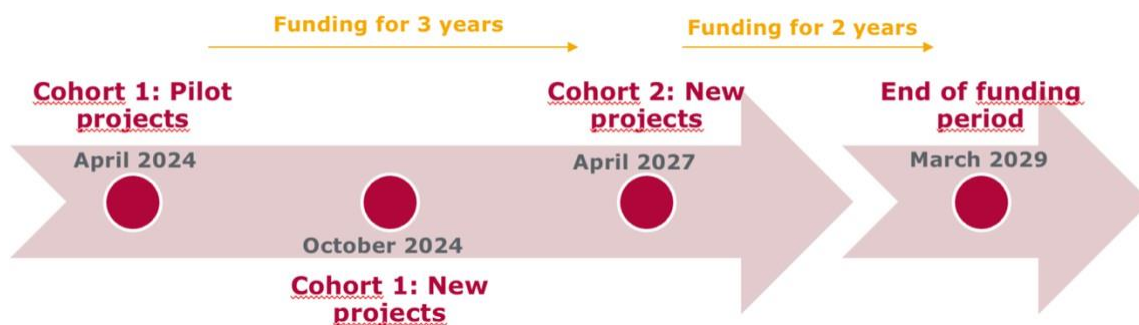 Funding for 3 years
Funding for 2 years
Cohort 1: Pilot
projects
April 2024
October 2024
Cohort 1: New
projects
Cohort 2: New
projects
April 2027
End of funding
period
March 2029